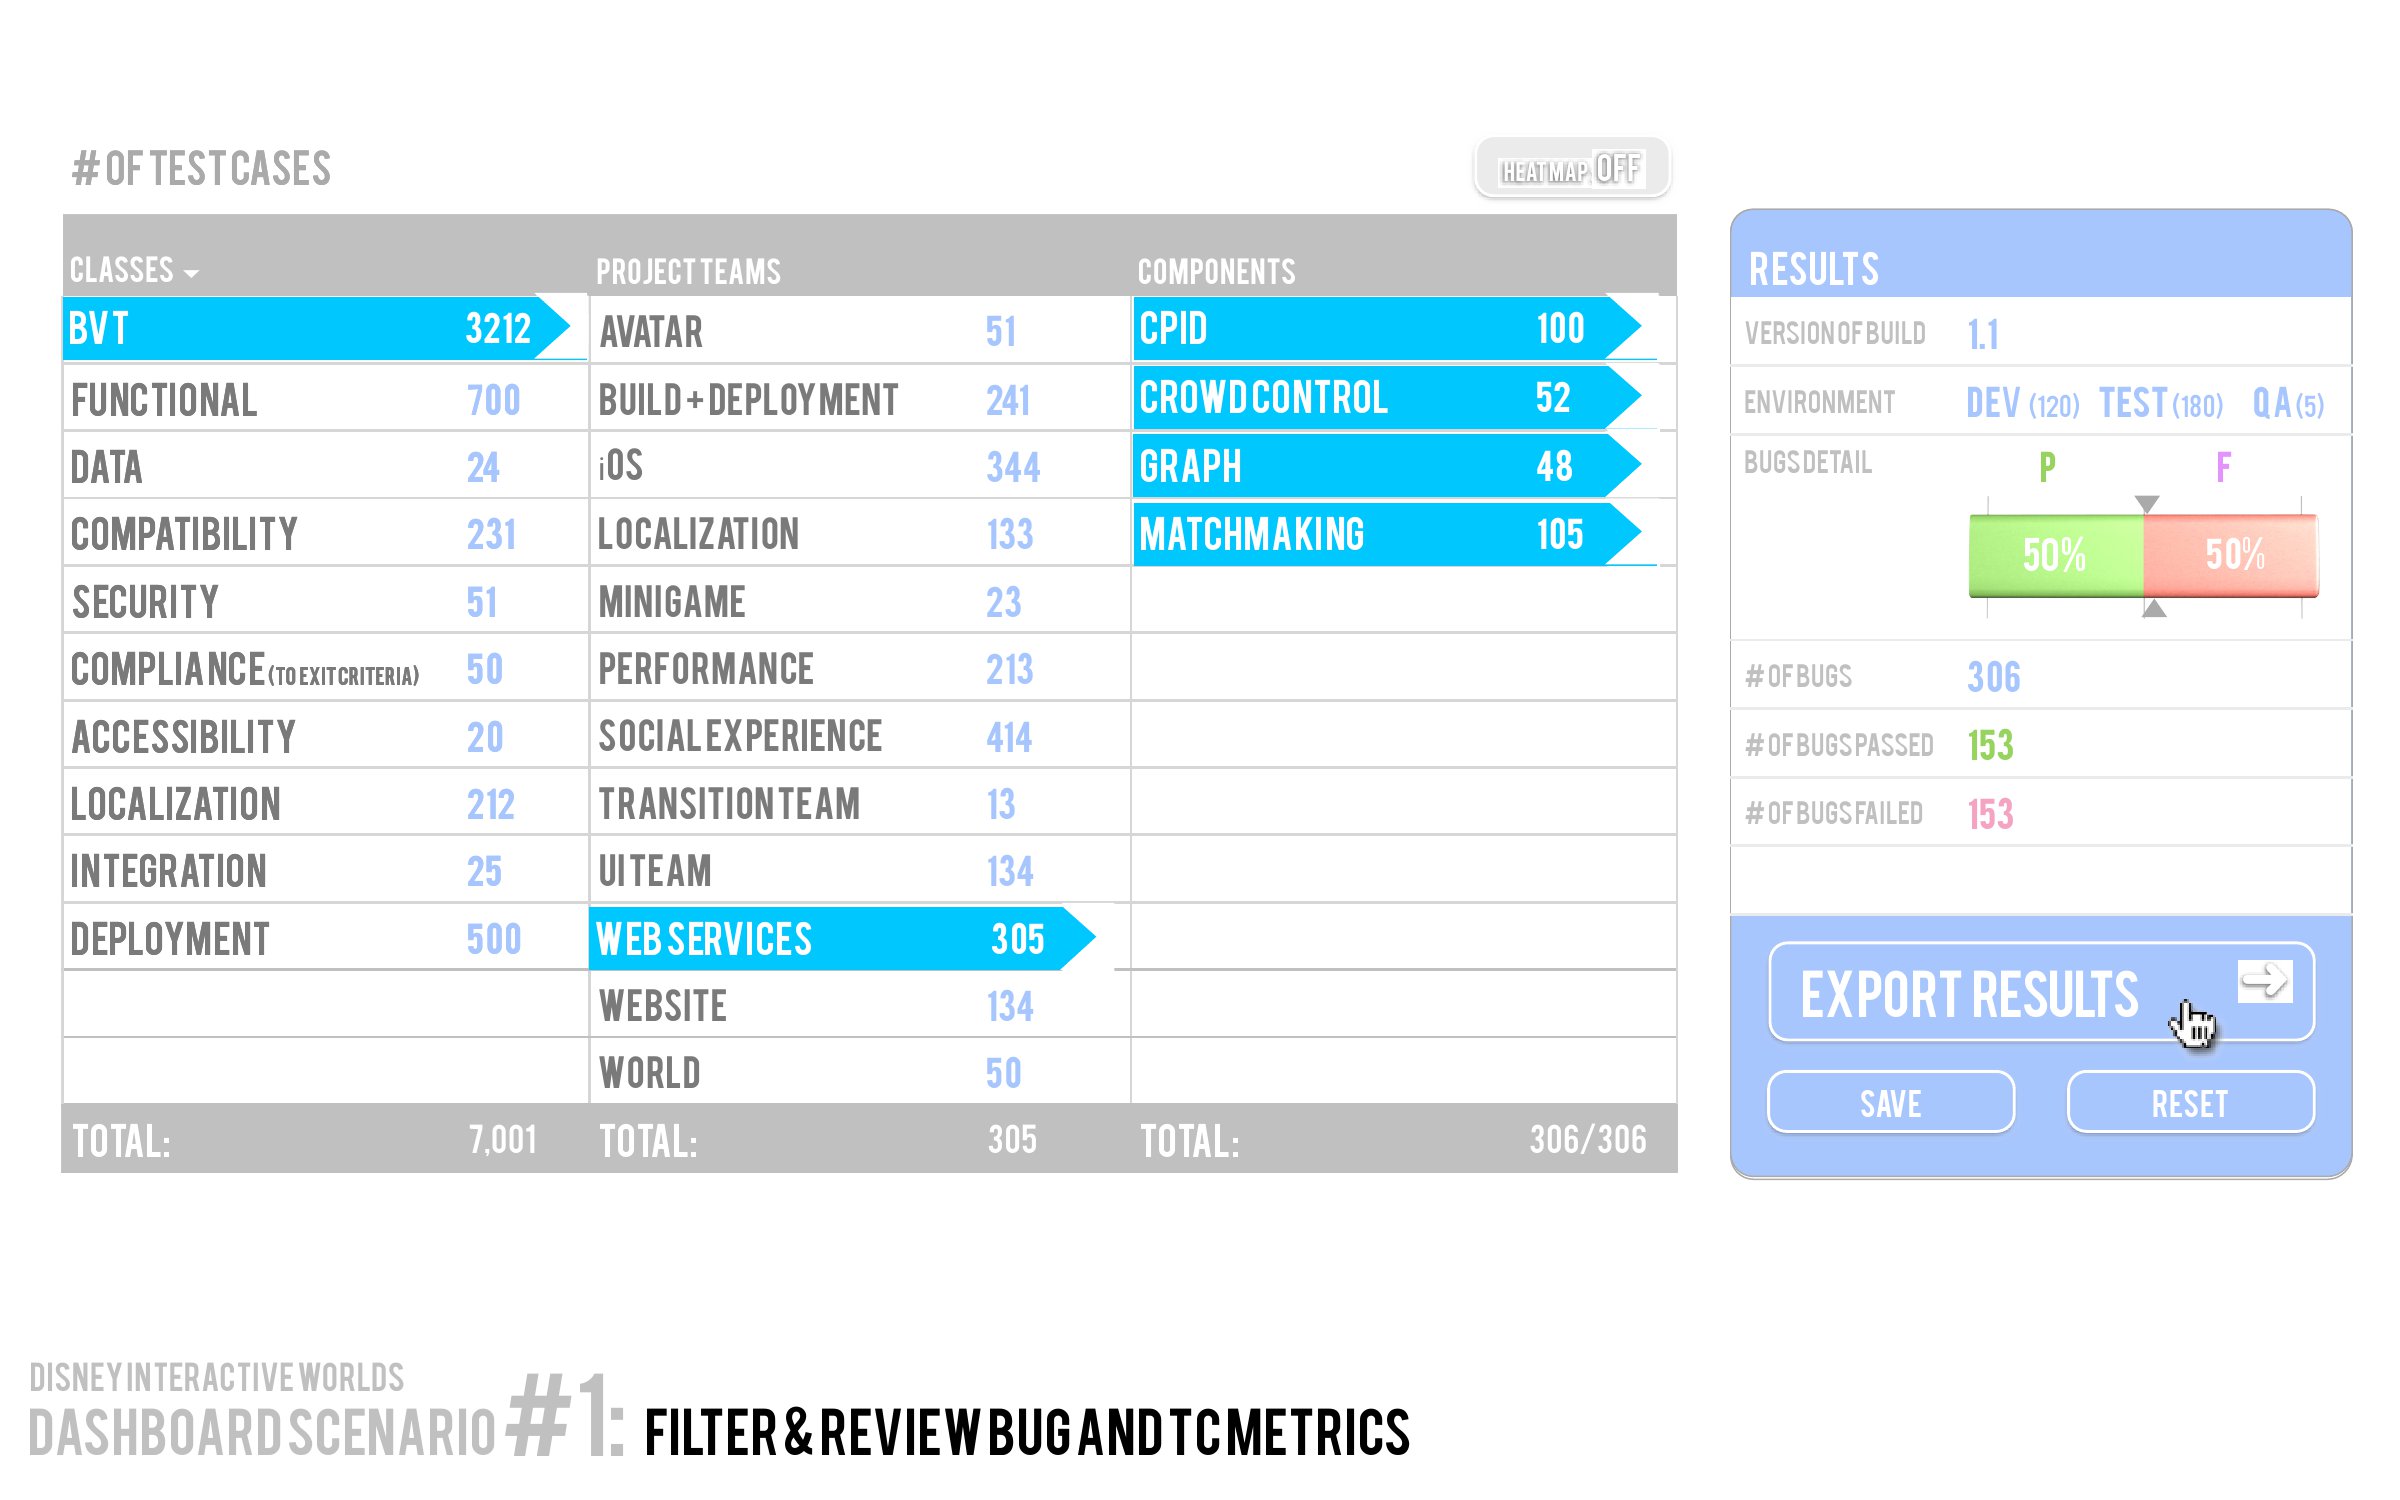 # OF TEST CASES
HEATMAP: OFF
CLASSES PROJECT TEAMS COMPONENTS
BVT 3212 AVATAR 51 CPID 100
FUNCTIONAL 700 BUILD + DEPLOYMENT 241 CROWD CONTROL 52
DATA 24 iOS 344 GRAPH 48
COMPATIBILITY 231 LOCALIZATION 133 MATCHMAKING 105
SECURITY 51 MINIGAME 23
COMPLIANCE (TO EXIT CRITERIA) 50 PERFORMANCE 213
ACCESSIBILITY 20 SOCIAL EXPERIENCE 414
LOCALIZATION 212 TRANSITION TEAM 13
INTEGRATION 25 UI TEAM 134
DEPLOYMENT 500 WEB SERVICES 305
WEBSITE 134
WORLD 50
TOTAL: 7,001 TOTAL: 305 TOTAL: 306/306
RESULTS
VERSION OF BUILD 1.1
ENVIRONMENT DEV (120) TEST (180) QA (5)
BUGS DETAIL P F
50% 50%
# OF BUGS 306
# OF BUGS PASSED 153
# OF BUGS FAILED 153
EXPORT RESULTS
SAVE RESET
DISNEY INTERACTIVE WORLDS
DASHBOARD SCENARIO #1: FILTER & REVIEW BUG AND TC METRICS